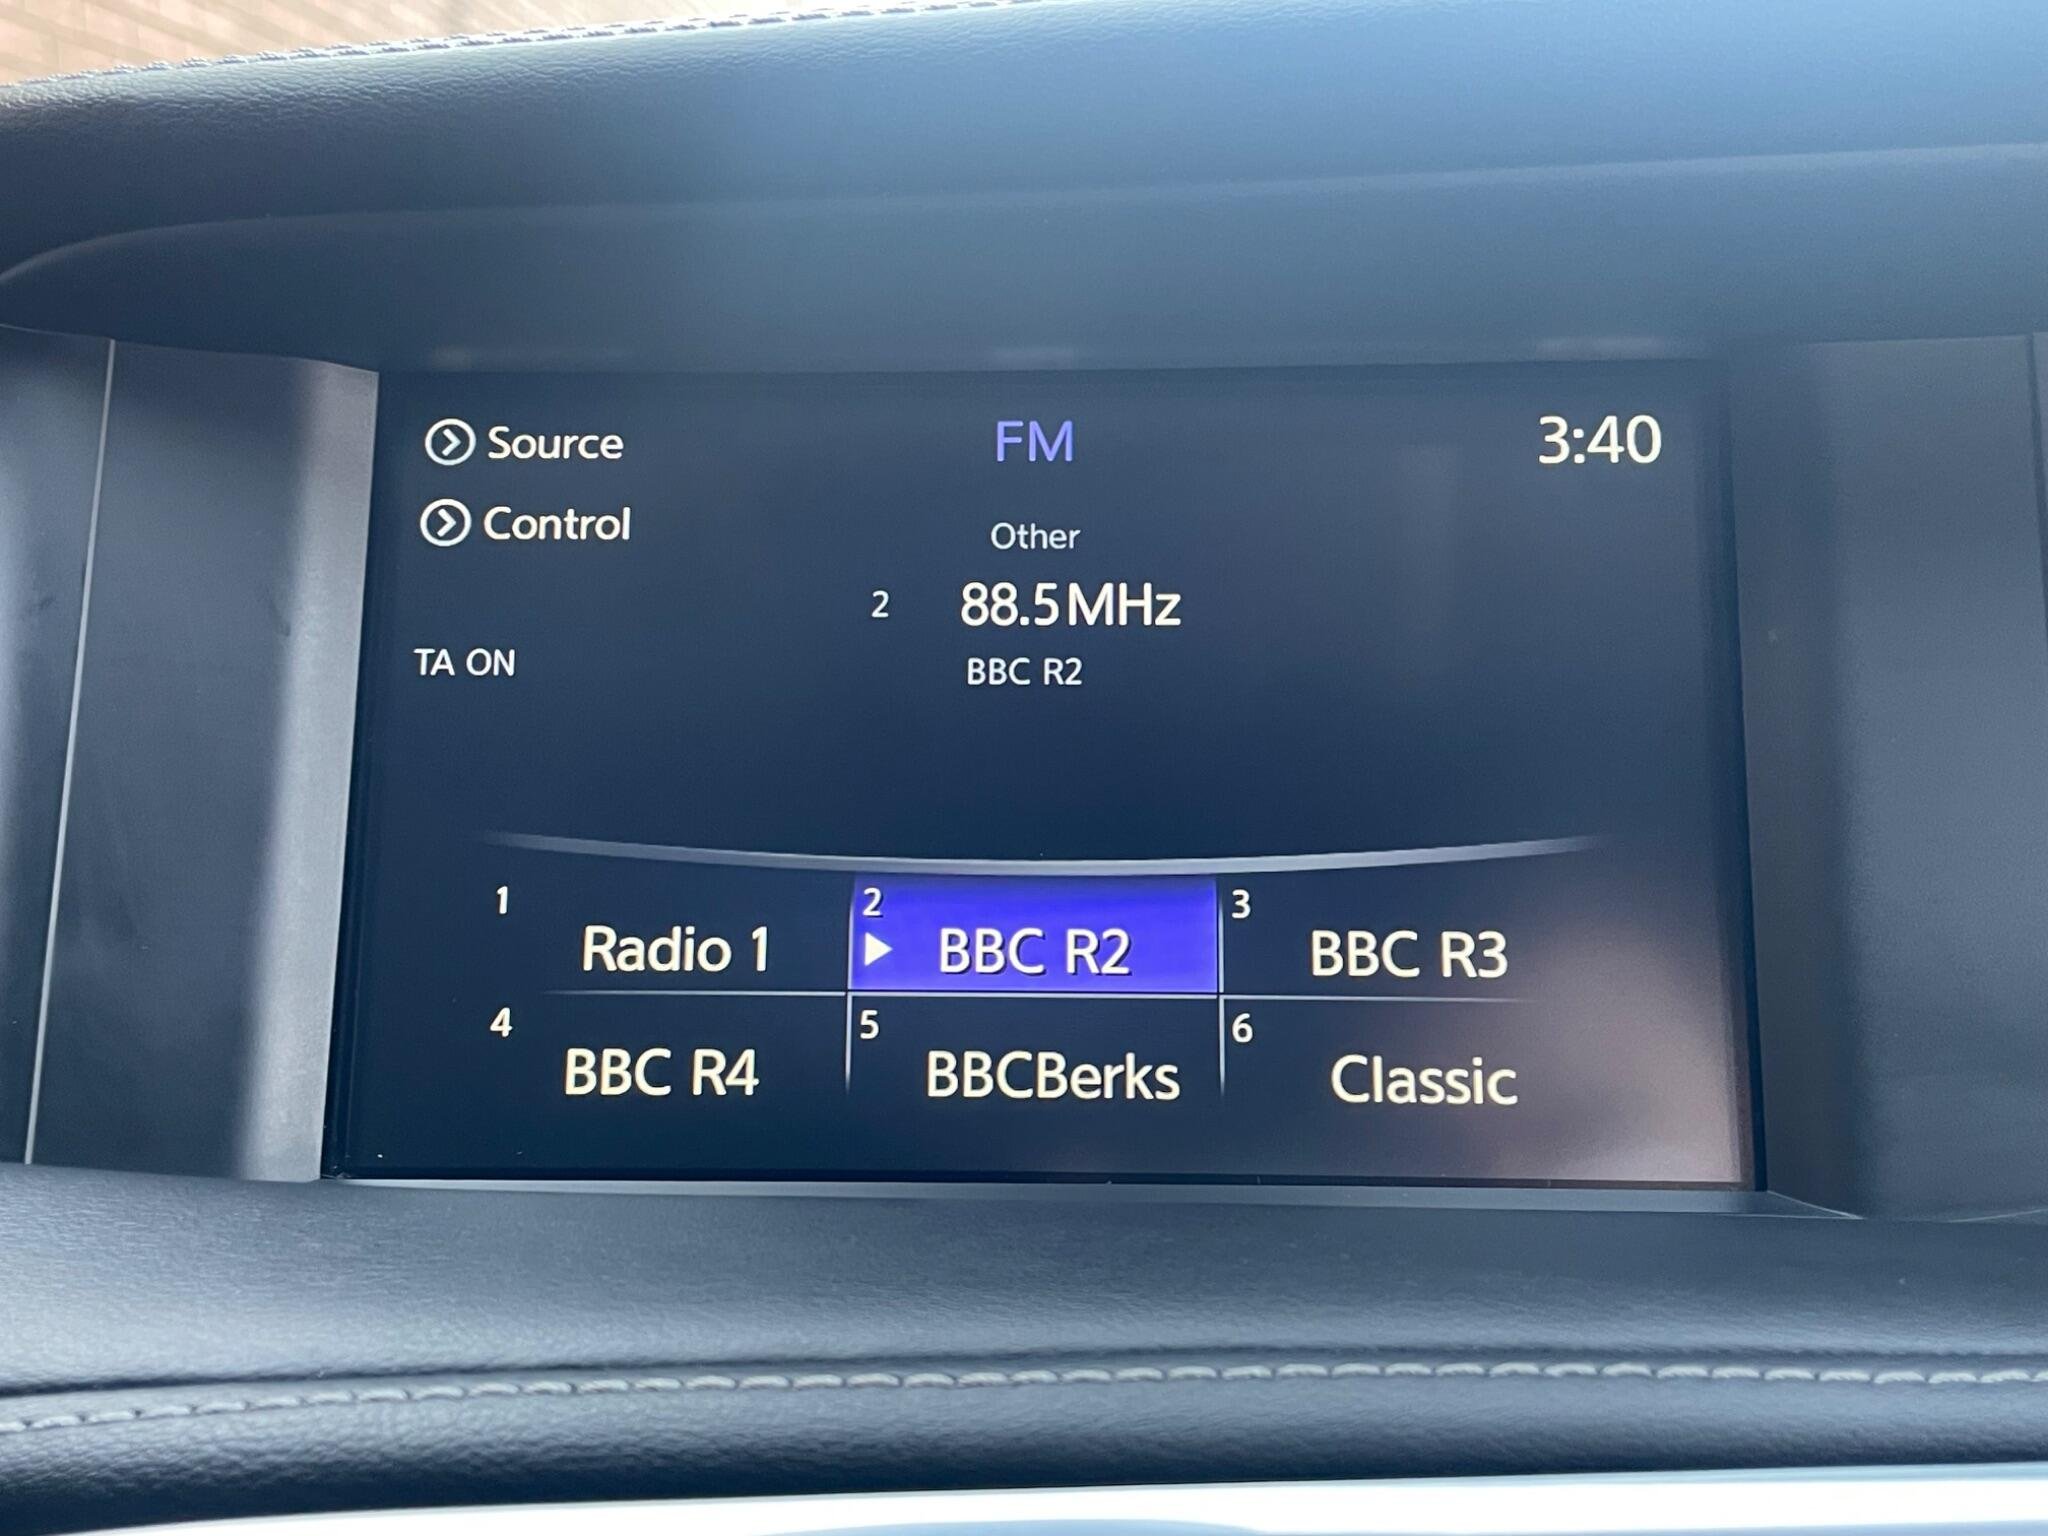 Source
FM
3:40
Control
Other
2 88.5MHz
TA ON
BBC R2
1 Radio 1
2 BBC R2
3 BBC R3
4 BBC R4
5 BBCBerks
6 Classic